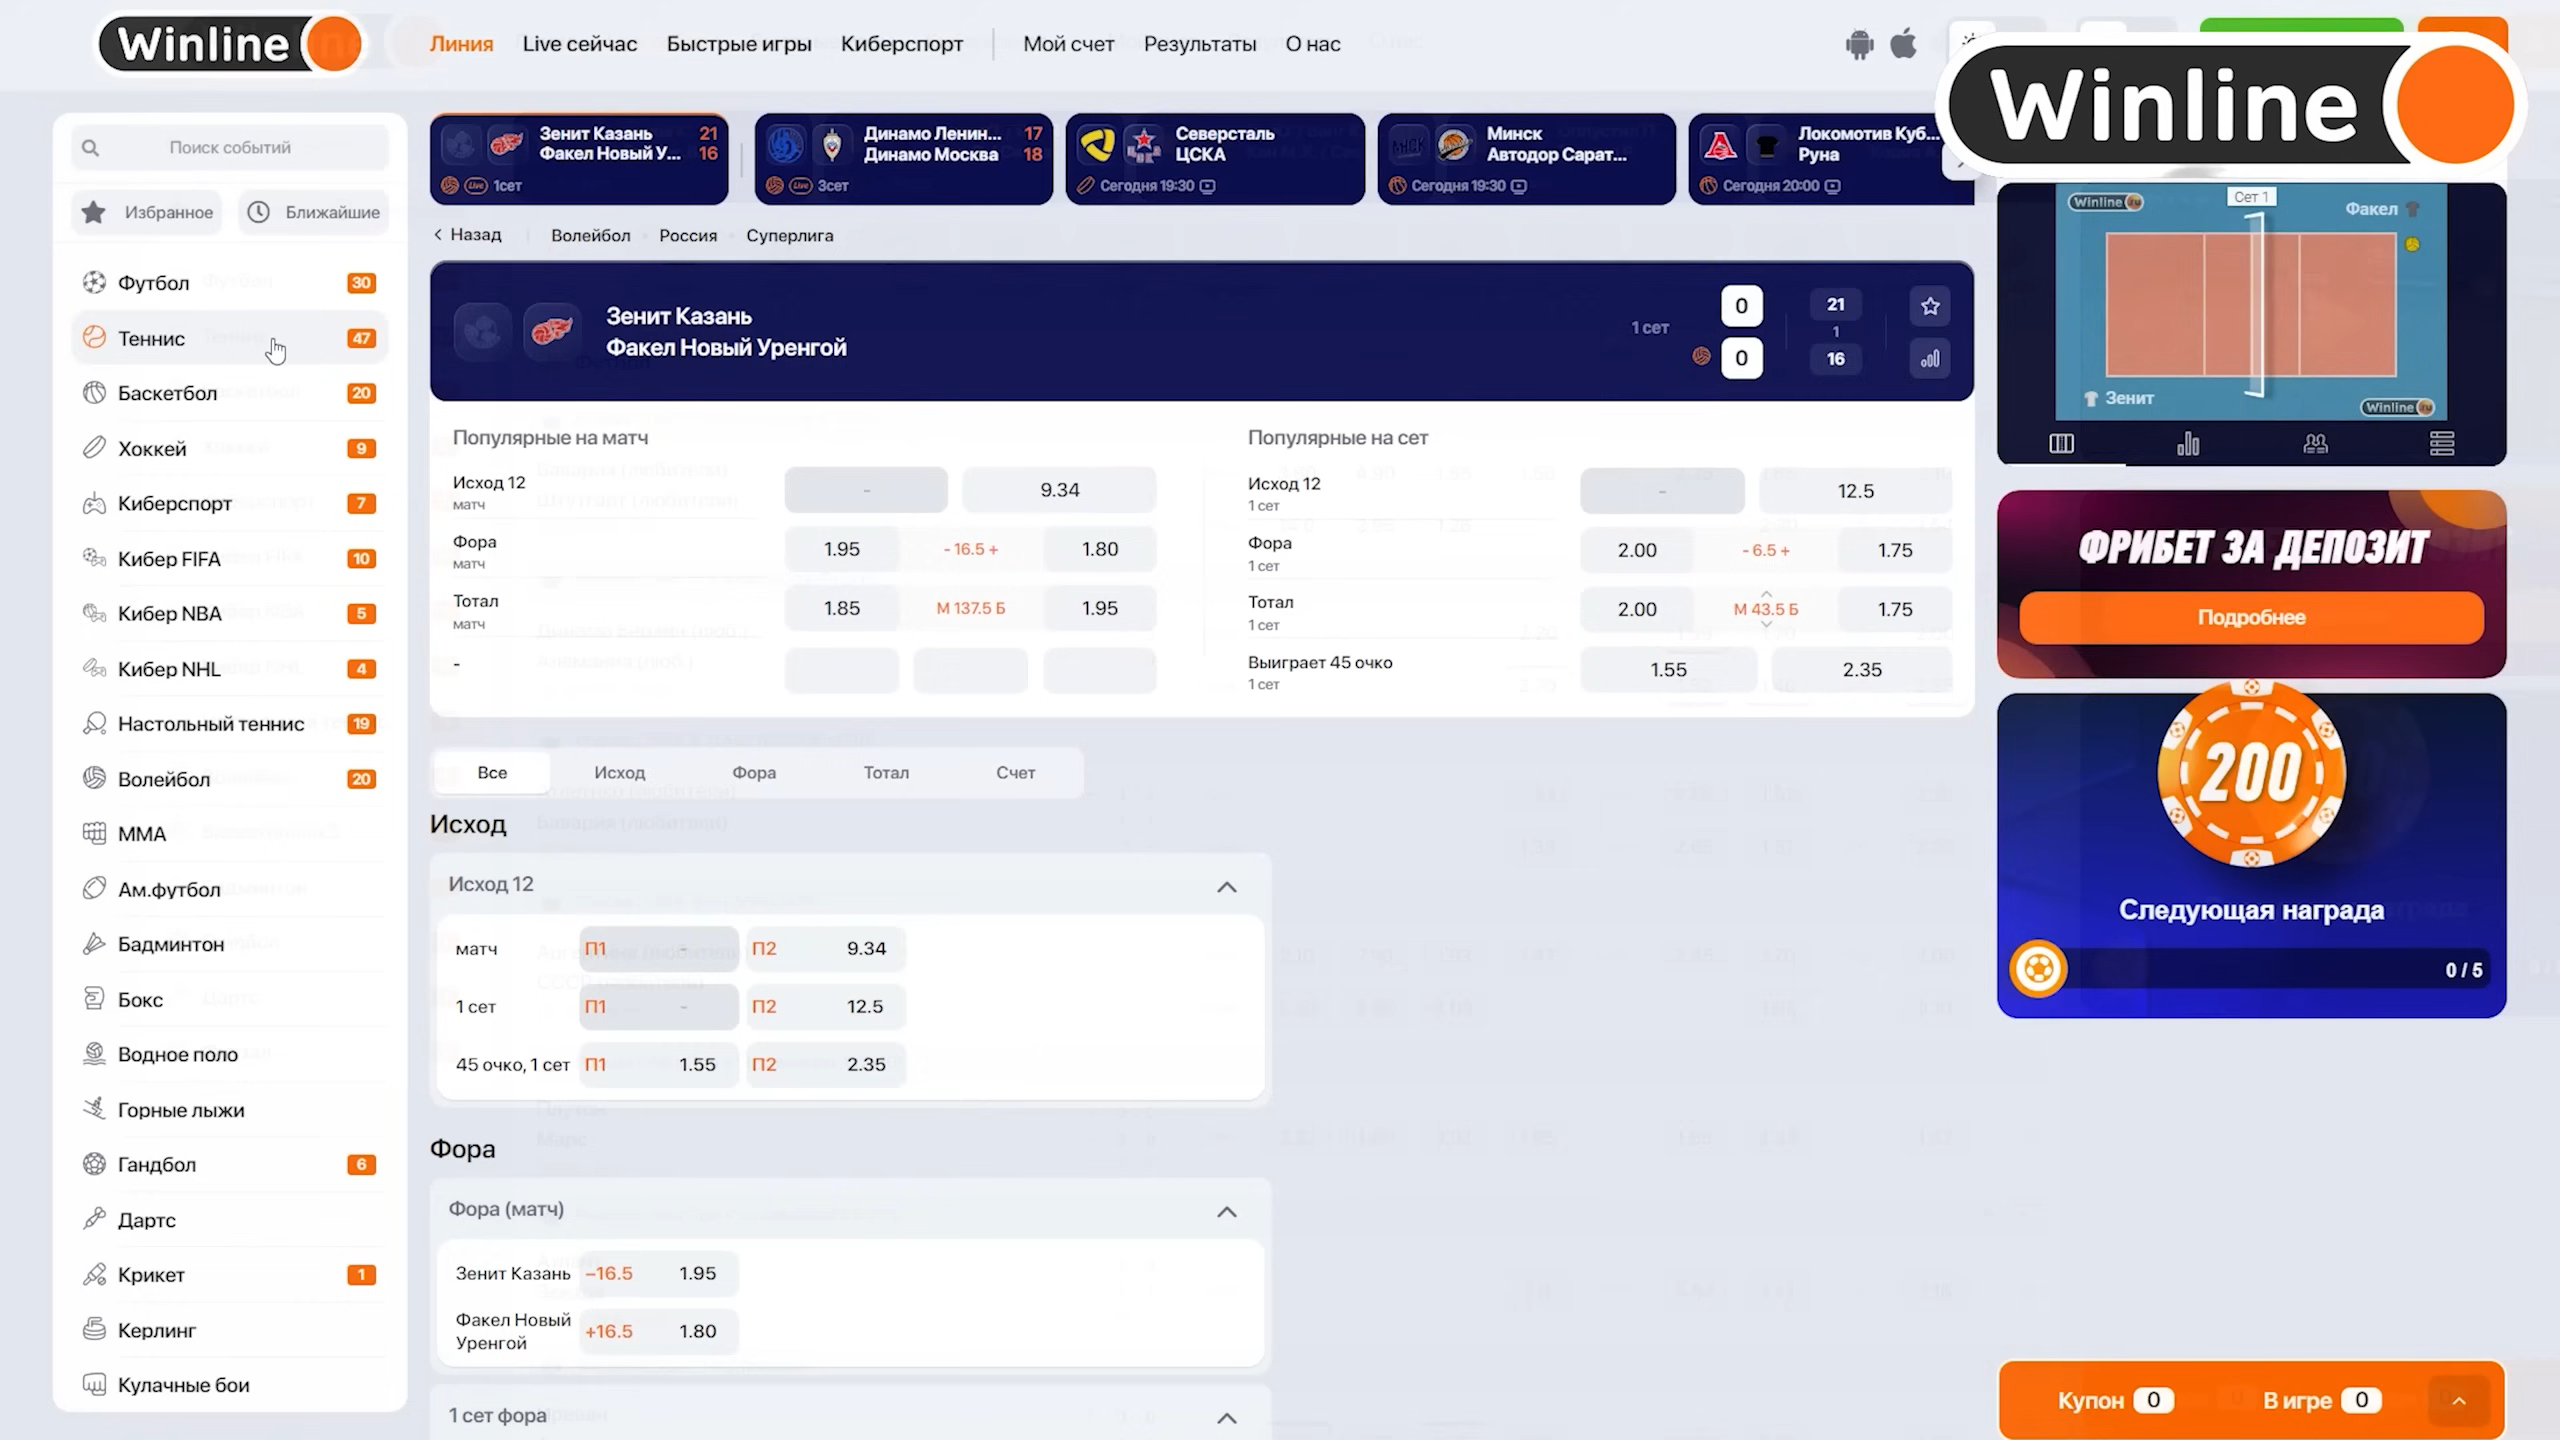 Winline
Линия
Live сейчас
Быстрые игры
Киберспорт
Мой счет
Результаты
О нас
Winline
Поиск событий
Избранное
Ближайшие
Футбол 30
Теннис 47
Баскетбол 20
Хоккей 9
Киберспорт 7
Кибер FIFA 10
Кибер NBA 5
Кибер NHL 4
Настольный теннис 19
Волейбол 20
ММА
Ам.футбол
Бадминтон
Бокс
Водное поло
Горные лыжи
Гандбол 6
Дартс
Крикет 1
Керлинг
Кулачные бои
Зенит Казань 21
Факел Новый У... 16
Live 1сет
Динамо Ленин... 17
Динамо Москва 18
Live 3сет
Северсталь
ЦСКА
Сегодня 19:30
Минск
Автодор Сарат...
Сегодня 19:30
Локомотив Куб...
Руна
Сегодня 20:00
Назад
Волейбол
Россия
Суперлига
Зенит Казань
Факел Новый Уренгой
1 сет
0
0
21
1
16
Популярные на матч
Исход 12
матч
- 9.34
Фора
матч
1.95 - 16.5 + 1.80
Тотал
матч
1.85 М 137.5 Б 1.95
-
Популярные на сет
Исход 12
1 сет
- 12.5
Фора
1 сет
2.00 - 6.5 + 1.75
Тотал
1 сет
2.00 М 43.5 Б 1.75
Выиграет 45 очко
1 сет
1.55 2.35
Все
Исход
Фора
Тотал
Счет
Исход
Исход 12
матч П1 - П2 9.34
1 сет П1 - П2 12.5
45 очко, 1 сет П1 1.55 П2 2.35
Фора
Фора (матч)
Зенит Казань –16.5 1.95
Факел Новый
Уренгой
+16.5 1.80
1 сет фора
Winline
Сет 1
Факел
Зенит
Winline
ФРИБЕТ ЗА ДЕПОЗИТ
Подробнее
200
Следующая награда
0 / 5
Купон 0
В игре 0